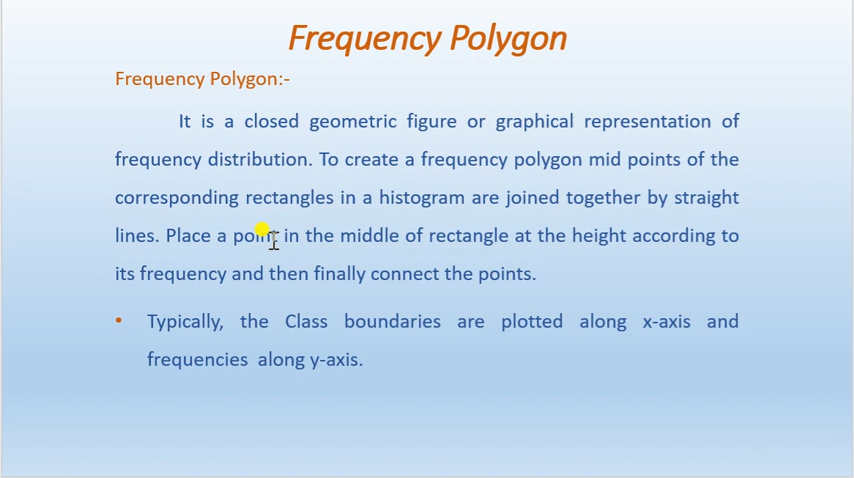 Frequency Polygon
Frequency Polygon:-
It is a closed geometric figure or graphical representation of
frequency distribution. To create a frequency polygon mid points of the
corresponding rectangles in a histogram are joined together by straight
lines. Place a point in the middle of rectangle at the height according to
its frequency and then finally connect the points.
• Typically, the Class boundaries are plotted along x-axis and
frequencies along y-axis.